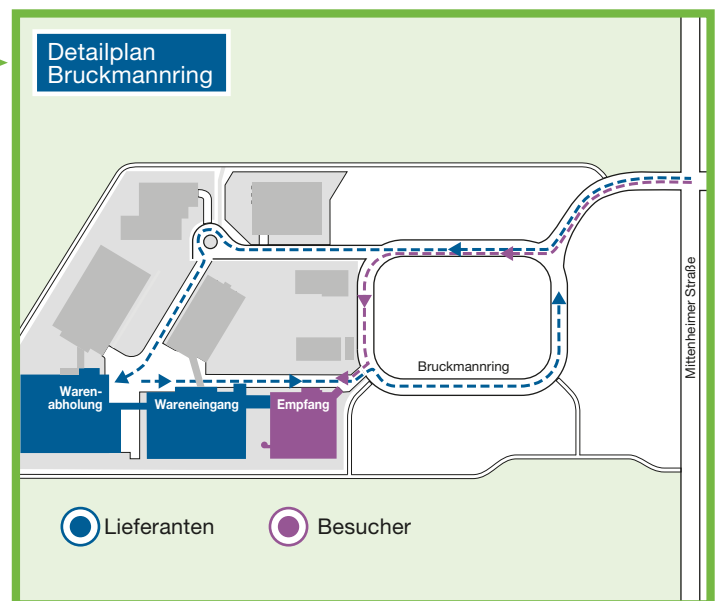 Detailplan
Bruckmannring
Mittenheimer Straße
Bruckmannring
Waren-
abholung
Wareneingang
Empfang
Lieferanten
Besucher